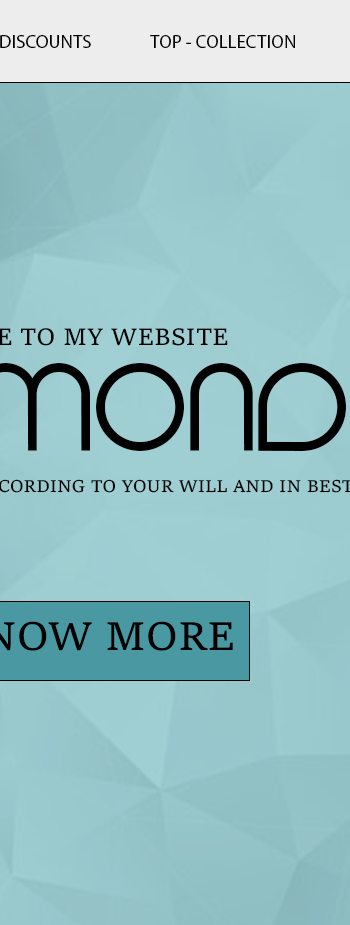 DISCOUNTS TOP - COLLECTION
E TO MY WEBSITE
MOND
CORDING TO YOUR WILL AND IN BEST
NOW MORE